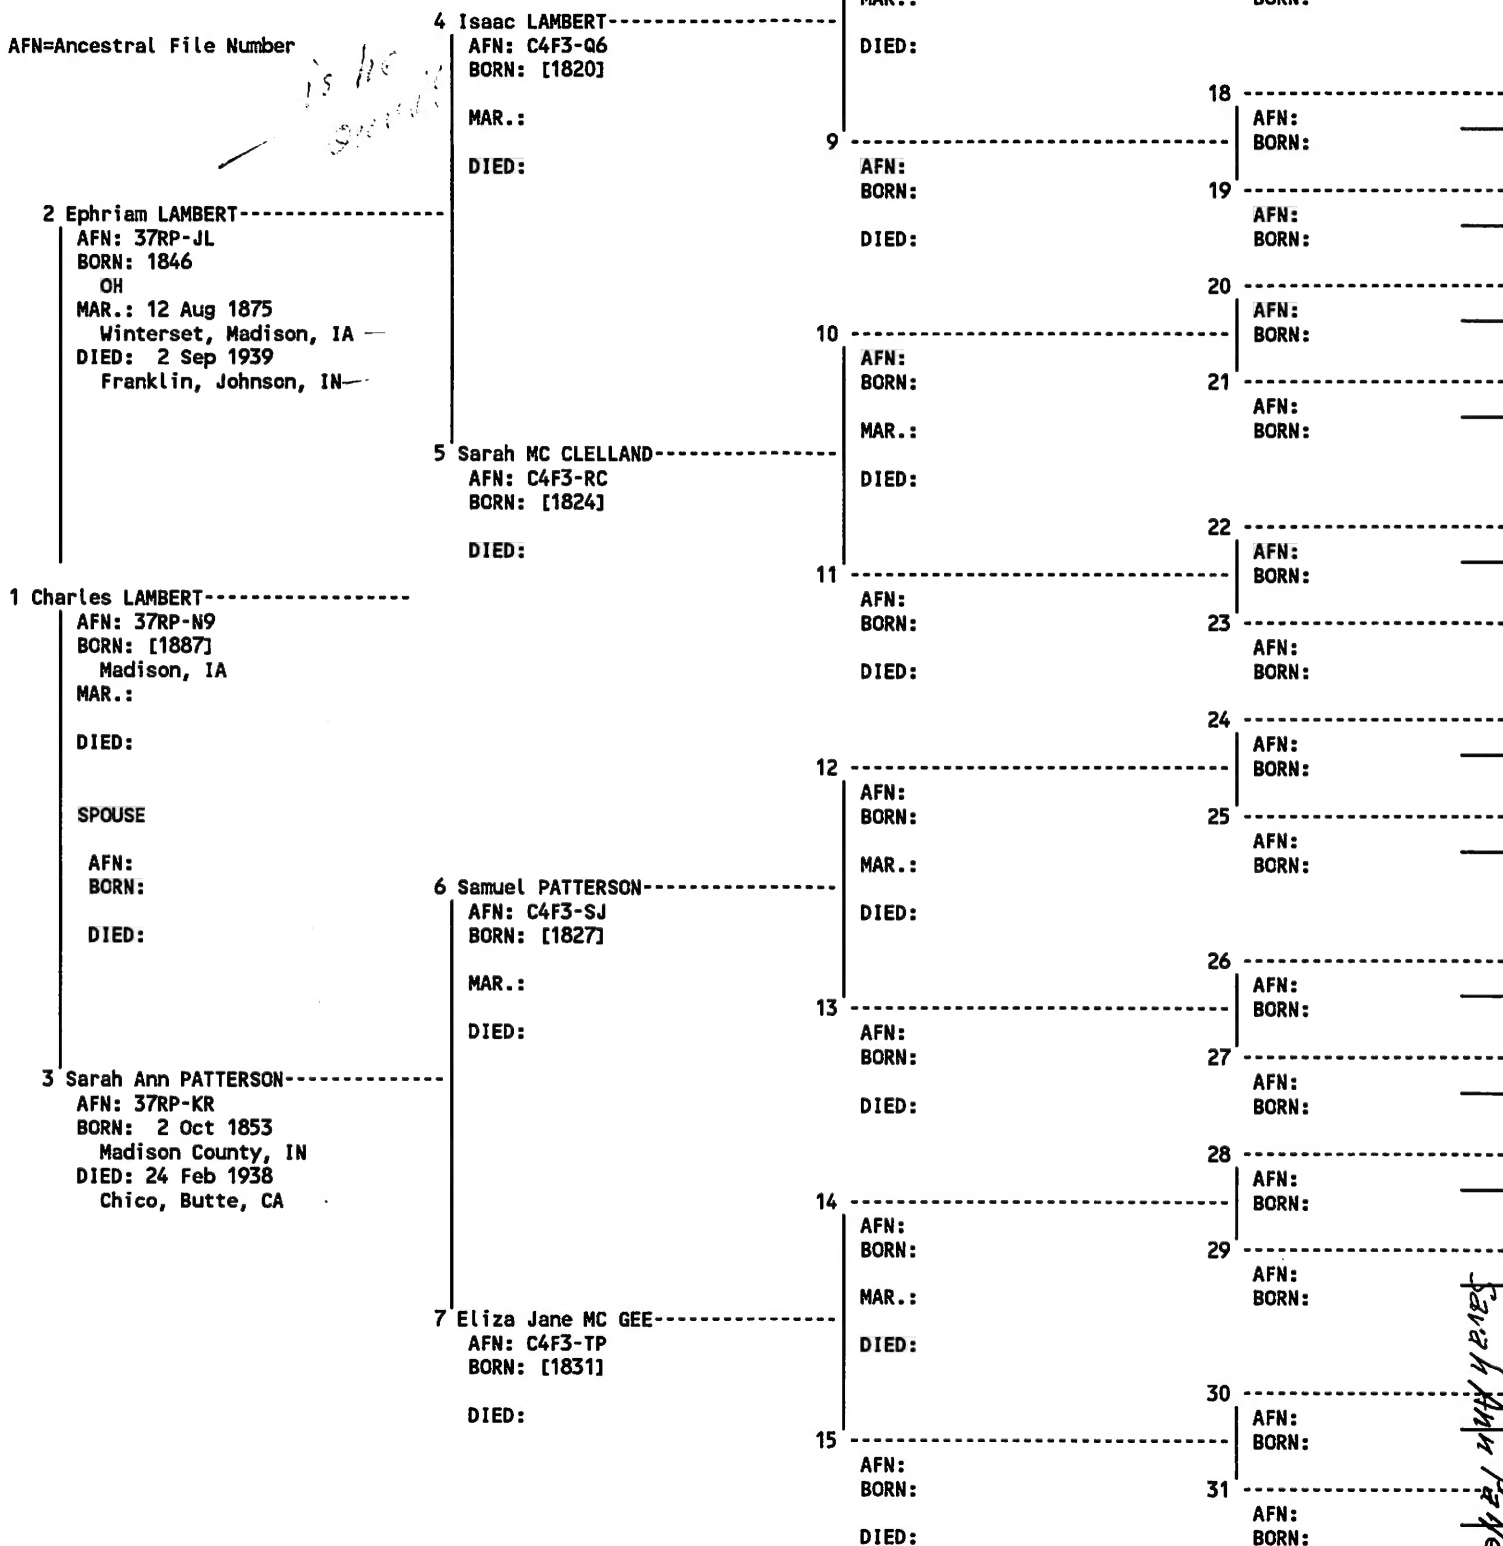 MAR.:
BORN:
4 Isaac LAMBERT
AFN: C4F3-Q6
BORN: [1820]
MAR.:
DIED:
AFN=Ancestral File Number
is he
DIED:
18
AFN:
BORN:
9
AFN:
BORN:
DIED:
19
AFN:
BORN:
2 Ephriam LAMBERT
AFN: 37RP-JL
BORN: 1846
OH
MAR.: 12 Aug 1875
Winterset, Madison, IA
DIED: 2 Sep 1939
Franklin, Johnson, IN
20
AFN:
BORN:
10
AFN:
BORN:
MAR.:
DIED:
21
AFN:
BORN:
5 Sarah MC CLELLAND
AFN: C4F3-RC
BORN: [1824]
DIED:
22
AFN:
BORN:
11
AFN:
BORN:
DIED:
23
AFN:
BORN:
1 Charles LAMBERT
AFN: 37RP-N9
BORN: [1887]
Madison, IA
MAR.:
DIED:
SPOUSE
AFN:
BORN:
DIED:
24
AFN:
BORN:
12
AFN:
BORN:
MAR.:
DIED:
25
AFN:
BORN:
6 Samuel PATTERSON
AFN: C4F3-SJ
BORN: [1827]
MAR.:
DIED:
26
AFN:
BORN:
13
AFN:
BORN:
DIED:
27
AFN:
BORN:
3 Sarah Ann PATTERSON
AFN: 37RP-KR
BORN: 2 Oct 1853
Madison County, IN
DIED: 24 Feb 1938
Chico, Butte, CA
28
AFN:
BORN:
14
AFN:
BORN:
MAR.:
DIED:
29
AFN:
BORN:
7 Eliza Jane MC GEE
AFN: C4F3-TP
BORN: [1831]
DIED:
30
AFN:
BORN:
15
AFN:
BORN:
DIED:
31
AFN:
BORN:
Sarah Ann